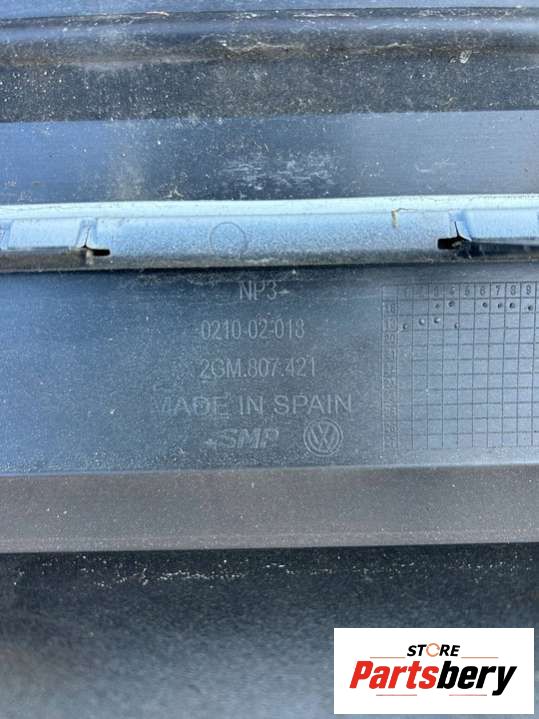 NP3
0210-02-018
2GM.807.421
MADE IN SPAIN
SMP
STORE
Partsbery